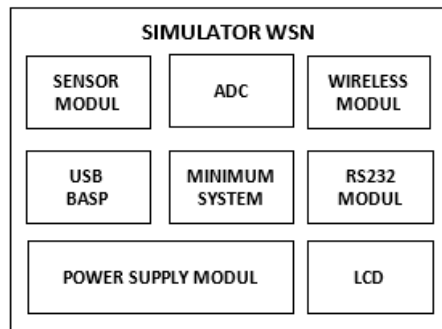 SIMULATOR WSN
SENSOR
MODUL
ADC
WIRELESS
MODUL
USB
BASP
MINIMUM
SYSTEM
RS232
MODUL
POWER SUPPLY MODUL
LCD